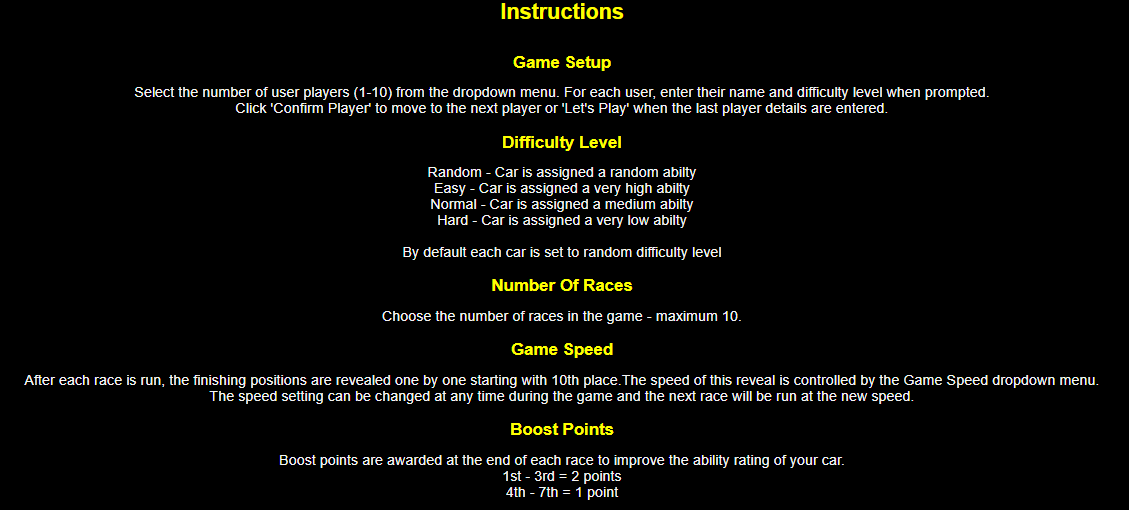 Instructions
Game Setup
Select the number of user players (1-10) from the dropdown menu. For each user, enter their name and difficulty level when prompted.
Click 'Confirm Player' to move to the next player or 'Let's Play' when the last player details are entered.
Difficulty Level
Random - Car is assigned a random abilty
Easy - Car is assigned a very high abilty
Normal - Car is assigned a medium abilty
Hard - Car is assigned a very low abilty
By default each car is set to random difficulty level
Number Of Races
Choose the number of races in the game - maximum 10.
Game Speed
After each race is run, the finishing positions are revealed one by one starting with 10th place.The speed of this reveal is controlled by the Game Speed dropdown menu.
The speed setting can be changed at any time during the game and the next race will be run at the new speed.
Boost Points
Boost points are awarded at the end of each race to improve the ability rating of your car.
1st - 3rd = 2 points
4th - 7th = 1 point